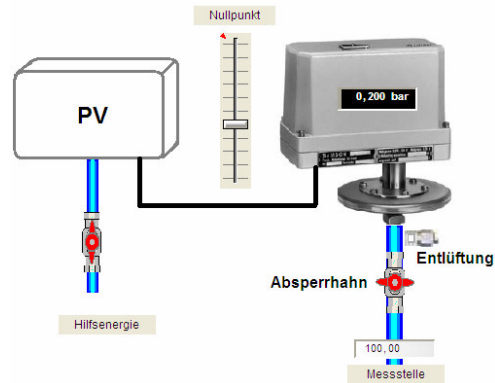 Nullpunkt
PV
0,200 bar
Entlüftung
Absperrhahn
Hilfsenergie
100,00
Messstelle